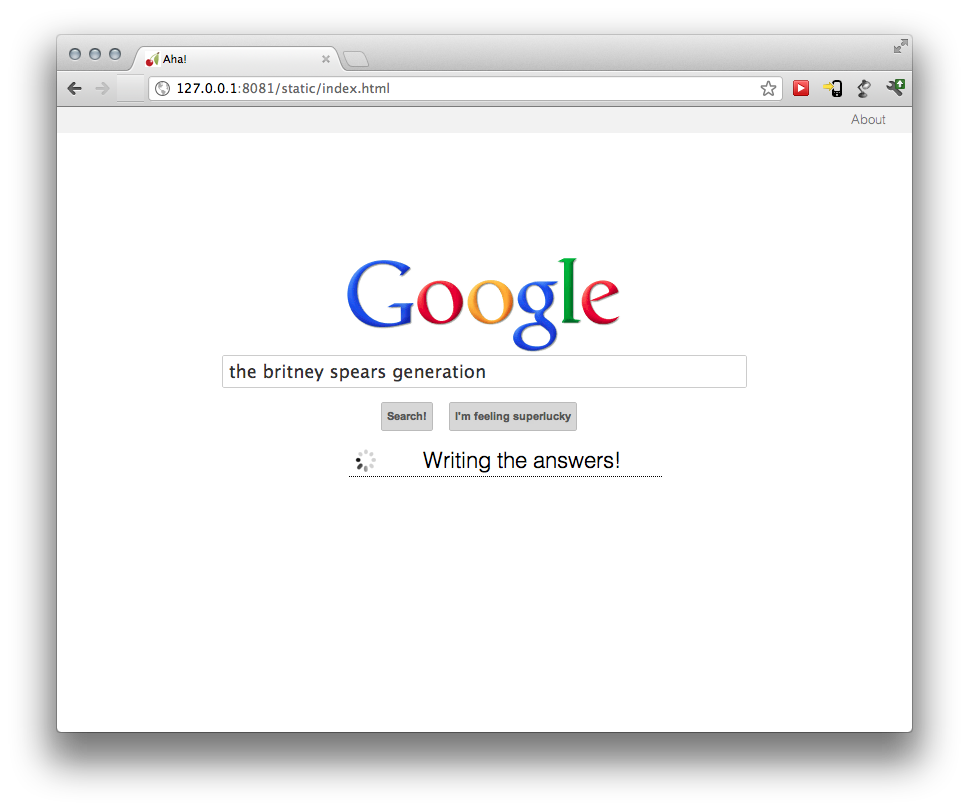 Aha!
127.0.0.1:8081/static/index.html
About
Google
the britney spears generation
Search! I'm feeling superlucky
Writing the answers!